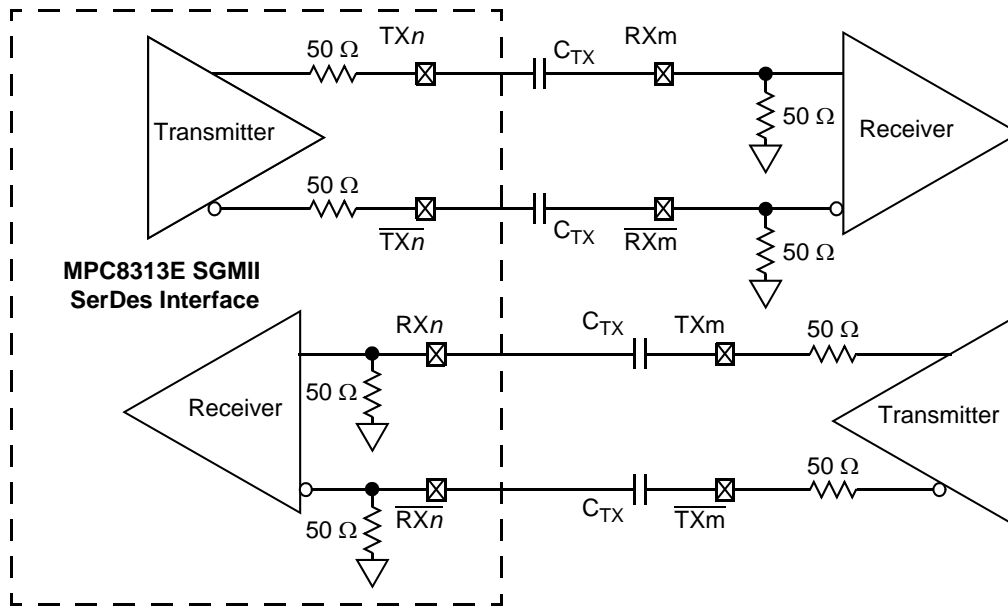 TXn
RXm
50 Ω
CTX
50 Ω
Transmitter
Receiver
50 Ω
TXn
CTX
RXm
50 Ω
MPC8313E SGMII
SerDes Interface
RXn
CTX
TXm
50 Ω
50 Ω
Receiver
Transmitter
50 Ω
RXn
CTX
TXm
50 Ω